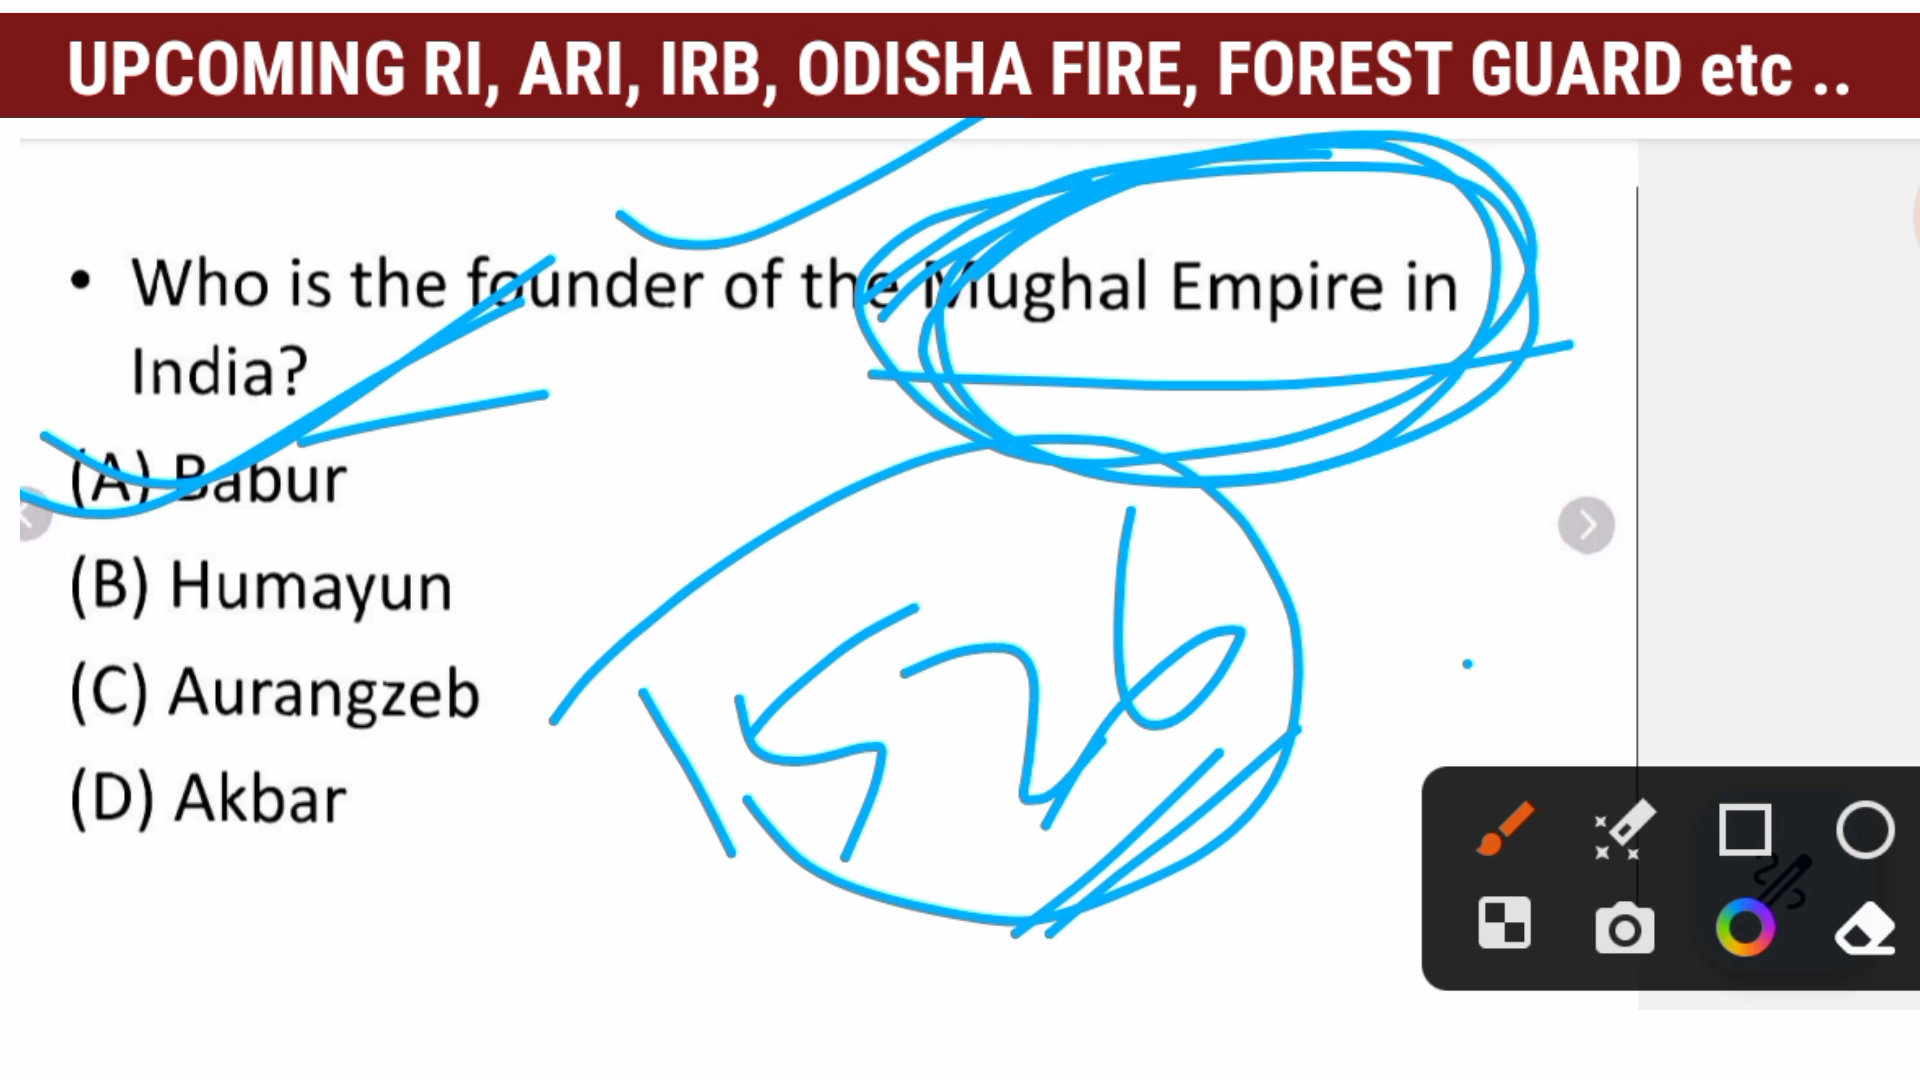 UPCOMING RI, ARI, IRB, ODISHA FIRE, FOREST GUARD etc ..
• Who is the founder of the Mughal Empire in
India?
(A) Babur
(B) Humayun
(C) Aurangzeb
(D) Akbar
1526